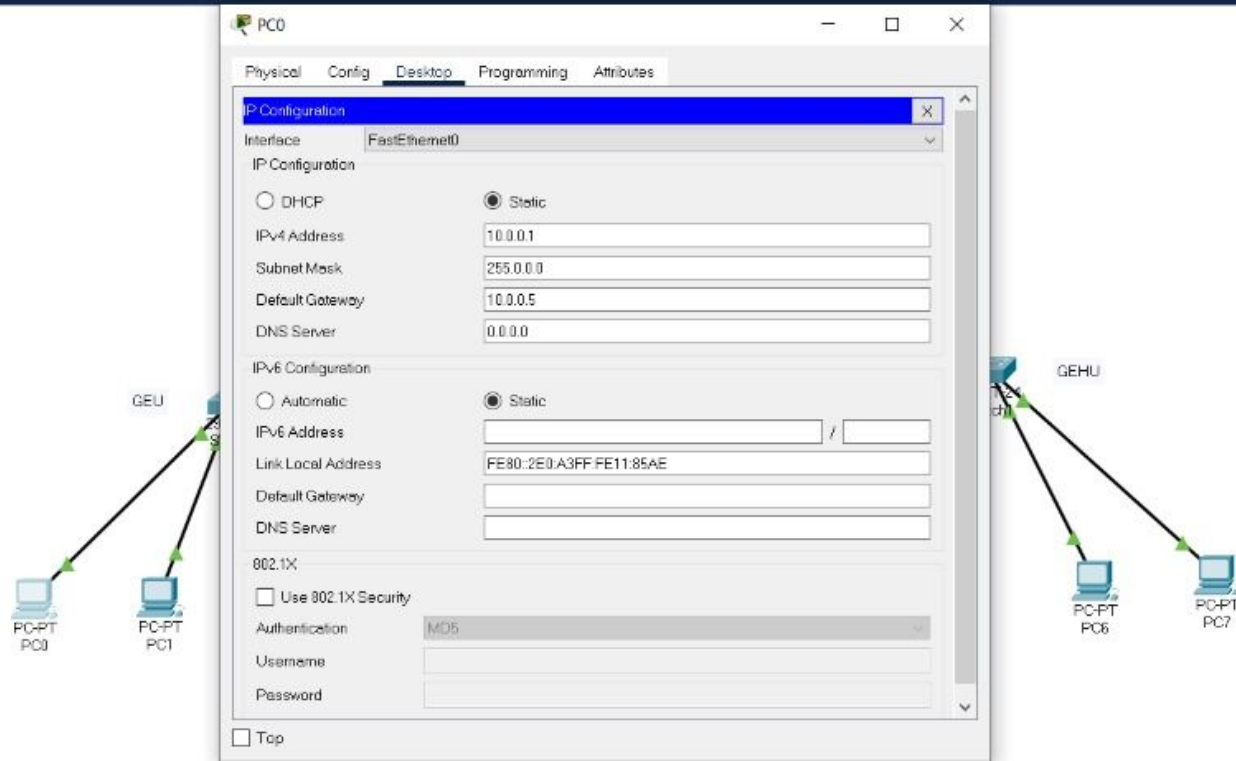 PC0
Physical Config Desktop Programming Attributes
IP Configuration X
Interface FastEthernet0
IP Configuration
DHCP Static
IPv4 Address 10.0.0.1
Subnet Mask 255.0.0.0
Default Gateway 10.0.0.5
DNS Server 0.0.0.0
IPv6 Configuration
Automatic Static
IPv6 Address /
Link Local Address FE80::2E0:A3FF:FE11:85AE
Default Gateway
DNS Server
802.1X
Use 802.1X Security
Authentication MD5
Username
Password
Top
GEU
PC-PT
PC0
PC-PT
PC1
GEHU
PC-PT
PC6
PC-PT
PC7